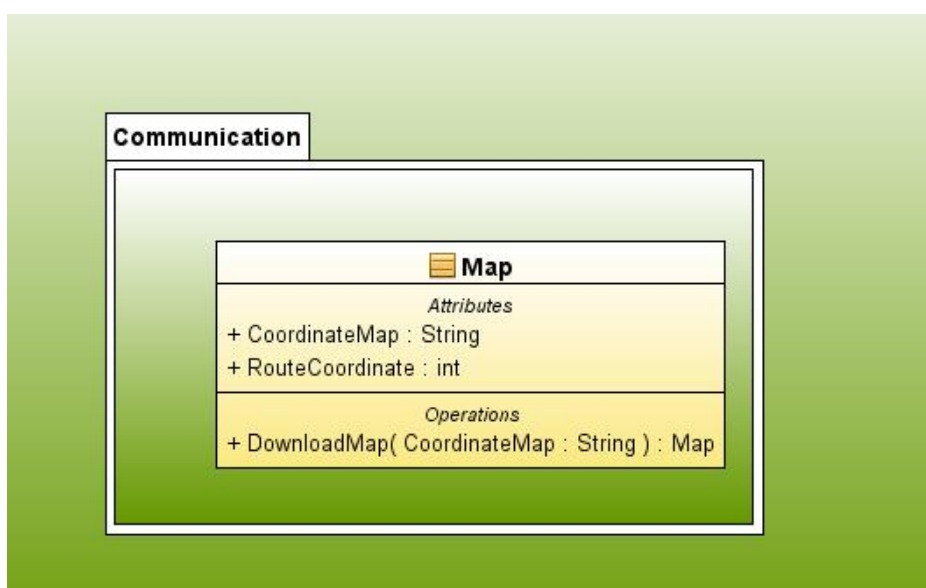 Communication
Map
Attributes
+ CoordinateMap : String
+ RouteCoordinate : int
Operations
+ DownloadMap( CoordinateMap : String ) : Map